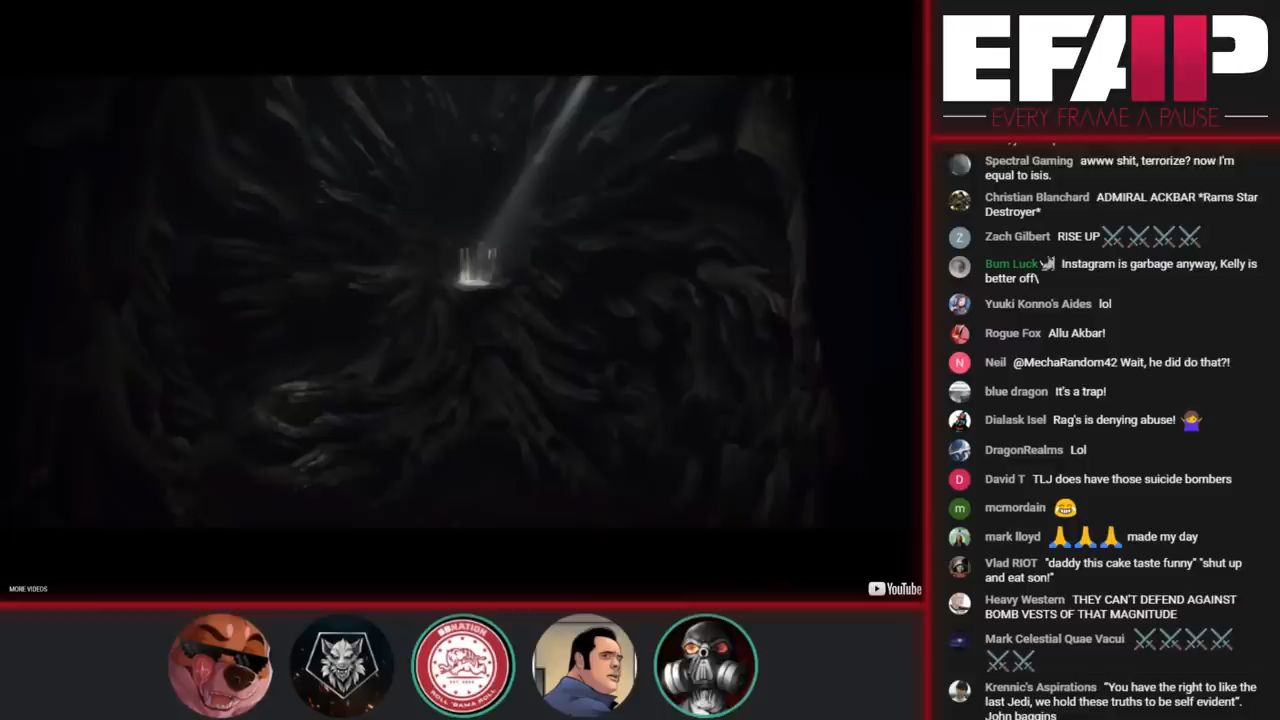 MORE VIDEOS
YouTube
BBNATION
ROLL 'BAMA ROLL
EFAP
EVERY FRAME A PAUSE
Spectral Gaming awww shit, terrorize? now I'm
equal to isis.
Christian Blanchard ADMIRAL ACKBAR *Rams Star
Destroyer*
Z Zach Gilbert RISE UP
Bum Luck Instagram is garbage anyway, Kelly is
better off\
Yuuki Konno's Aides lol
Rogue Fox Allu Akbar!
N Neil @MechaRandom42 Wait, he did do that?!
blue dragon It's a trap!
Dialask Isel Rag's is denying abuse!
DragonRealms Lol
D David T TLJ does have those suicide bombers
m mcmordain
mark lloyd made my day
Vlad RIOT "daddy this cake taste funny" "shut up
and eat son!"
Heavy Western THEY CAN'T DEFEND AGAINST
BOMB VESTS OF THAT MAGNITUDE
Mark Celestial Quae Vacui
Krennic's Aspirations "You have the right to like the
last Jedi, we hold these truths to be self evident".
John baggins